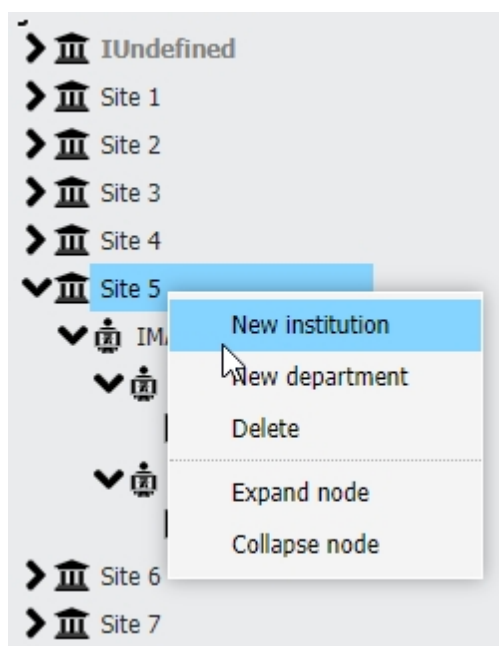 IUndefined
Site 1
Site 2
Site 3
Site 4
Site 5
New institution
IM
New department
Delete
Expand node
Collapse node
Site 6
Site 7